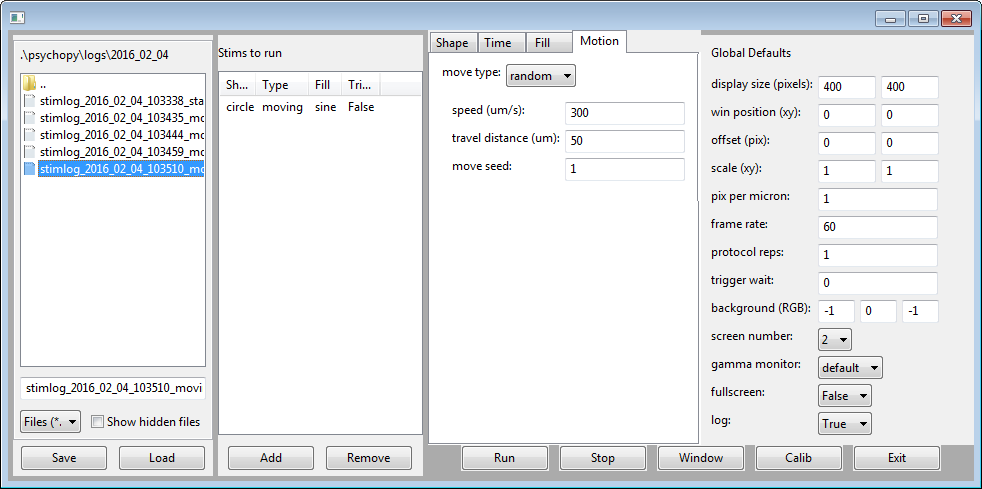 .\psychopy\logs\2016_02_04
..
stimlog_2016_02_04_103338_sta
stimlog_2016_02_04_103435_mo
stimlog_2016_02_04_103444_mo
stimlog_2016_02_04_103459_mo
stimlog_2016_02_04_103510_mo
stimlog_2016_02_04_103510_movi
Files (*.
Show hidden files
Save Load
Stims to run
Sh... Type Fill Tri...
circle moving sine False
Add Remove
Shape Time Fill Motion
move type: random
speed (um/s): 300
travel distance (um): 50
move seed: 1
Global Defaults
display size (pixels): 400 400
win position (xy): 0 0
offset (pix): 0 0
scale (xy): 1 1
pix per micron: 1
frame rate: 60
protocol reps: 1
trigger wait: 0
background (RGB): -1 0 -1
screen number: 2
gamma monitor: default
fullscreen: False
log: True
Run Stop Window Calib Exit